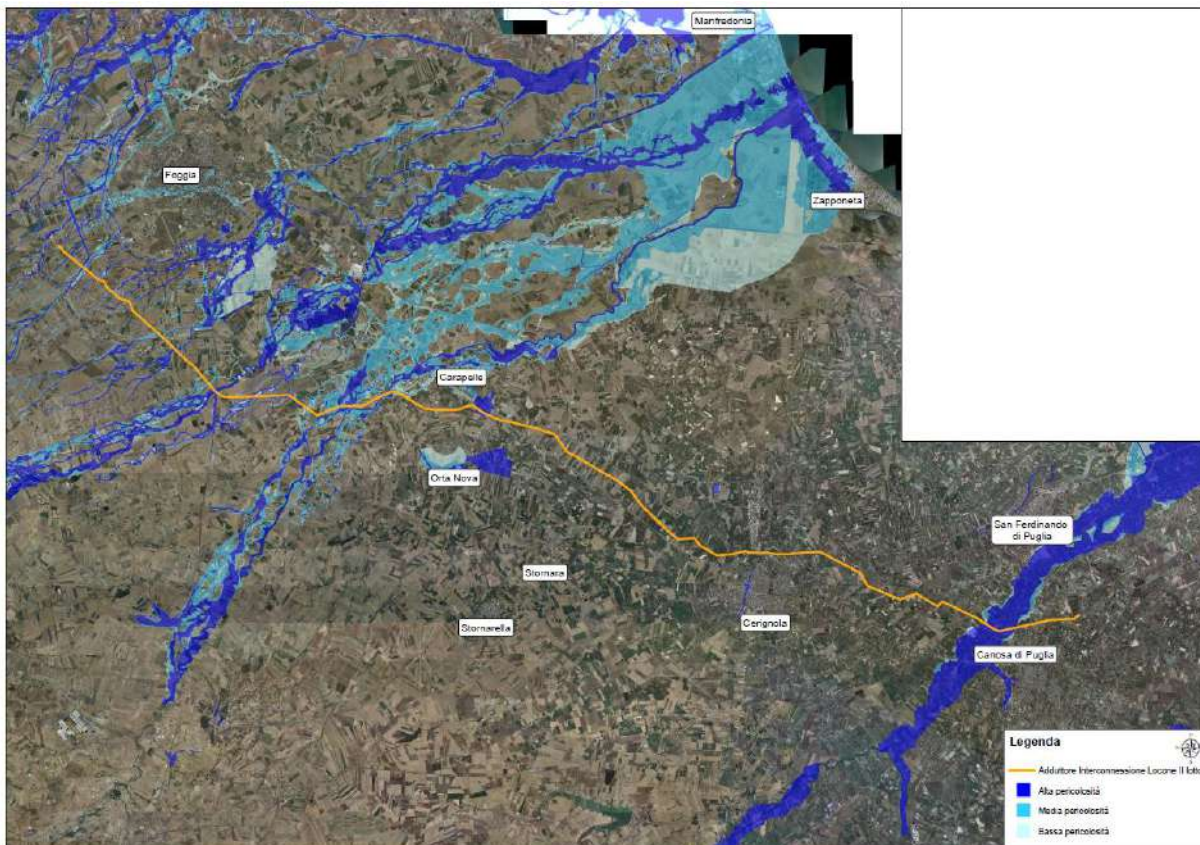 Manfredonia
Foggia
Zapponeta
Carapelle
Orta Nova
San Ferdinando
di Puglia
Stornara
Stornarella
Cerignola
Canosa di Puglia
Legenda
Adduttore Interconnessione Locone II lotto
Alta pericolosità
Media pericolosità
Bassa pericolosità